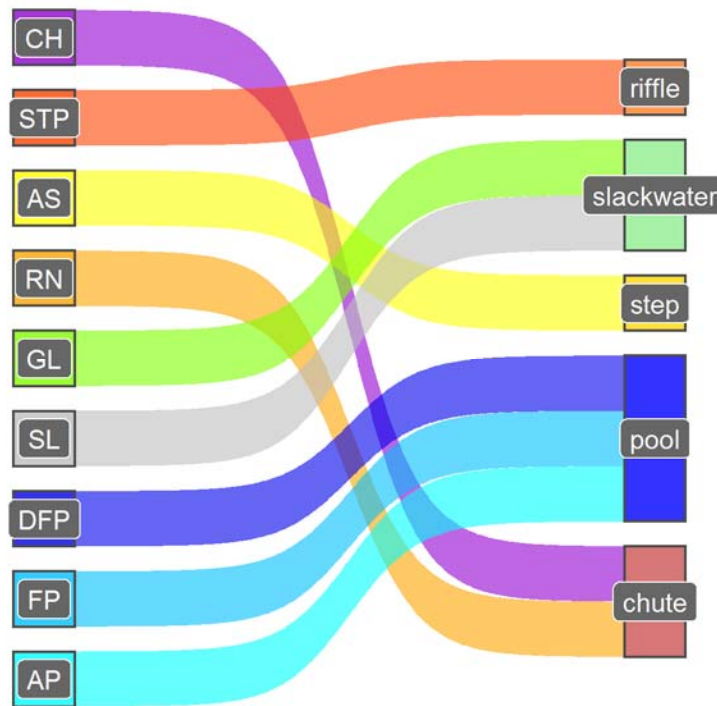 CH
STP
AS
RN
GL
SL
DFP
FP
AP
riffle
slackwater
step
pool
chute